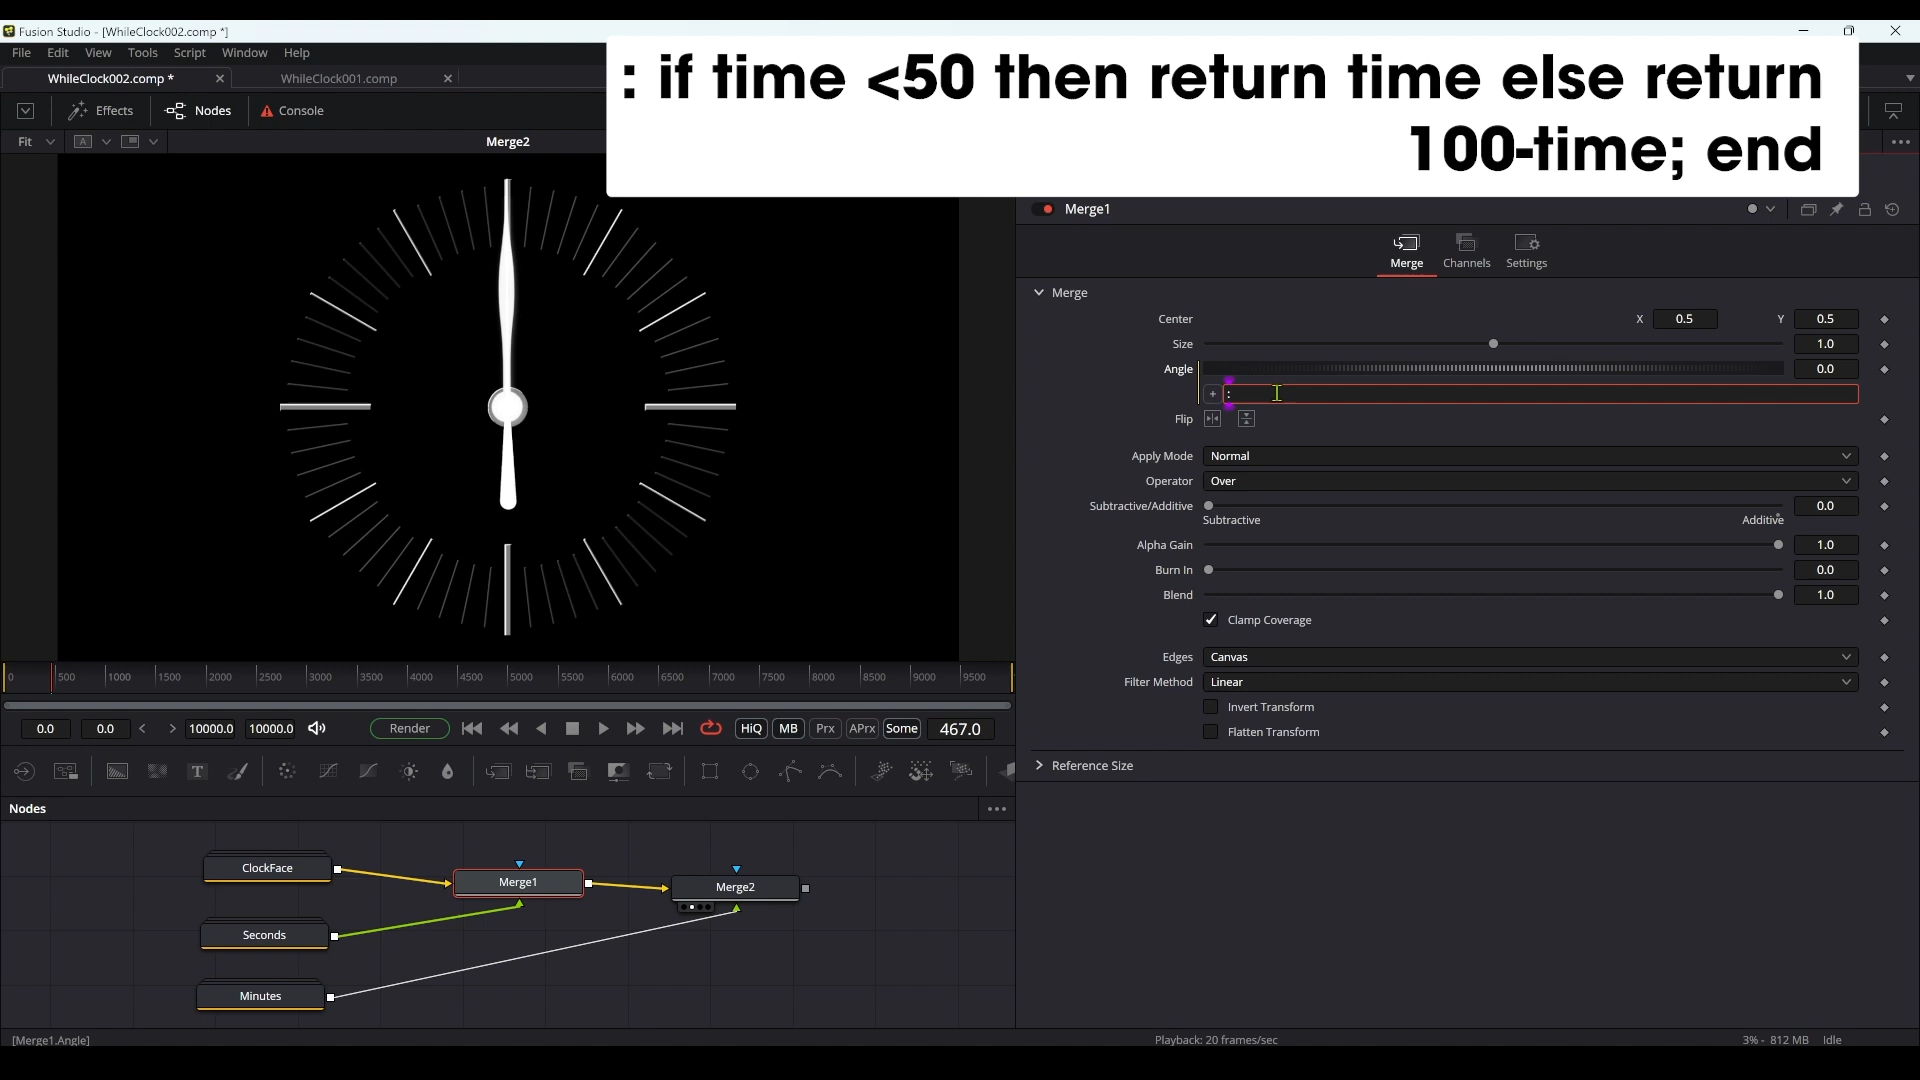 Fusion Studio - [WhileClock002.comp *]
File Edit View Tools Script Window Help
: if time <50 then return time else return
100-time; end
WhileClock002.comp * WhileClock001.comp
Effects Nodes Console
Fit A Merge2
Merge1
Merge Channels Settings
Merge
Center X 0.5 Y 0.5
Size 1.0
Angle 0.0
+ :
Flip
Apply Mode Normal
Operator Over
Subtractive/Additive 0.0
Subtractive Additive
Alpha Gain 1.0
Burn In 0.0
Blend 1.0
Clamp Coverage
Edges Canvas
Filter Method Linear
Invert Transform
Flatten Transform
Reference Size
0 500 1000 1500 2000 2500 3000 3500 4000 4500 5000 5500 6000 6500 7000 7500 8000 8500 9000 9500
0.0 0.0 < > 10000.0 10000.0 Render HiQ MB Prx APrx Some 467.0
T
Nodes
ClockFace
Merge1
Merge2
Seconds
Minutes
[Merge1.Angle] Playback: 20 frames/sec 3% - 812 MB Idle